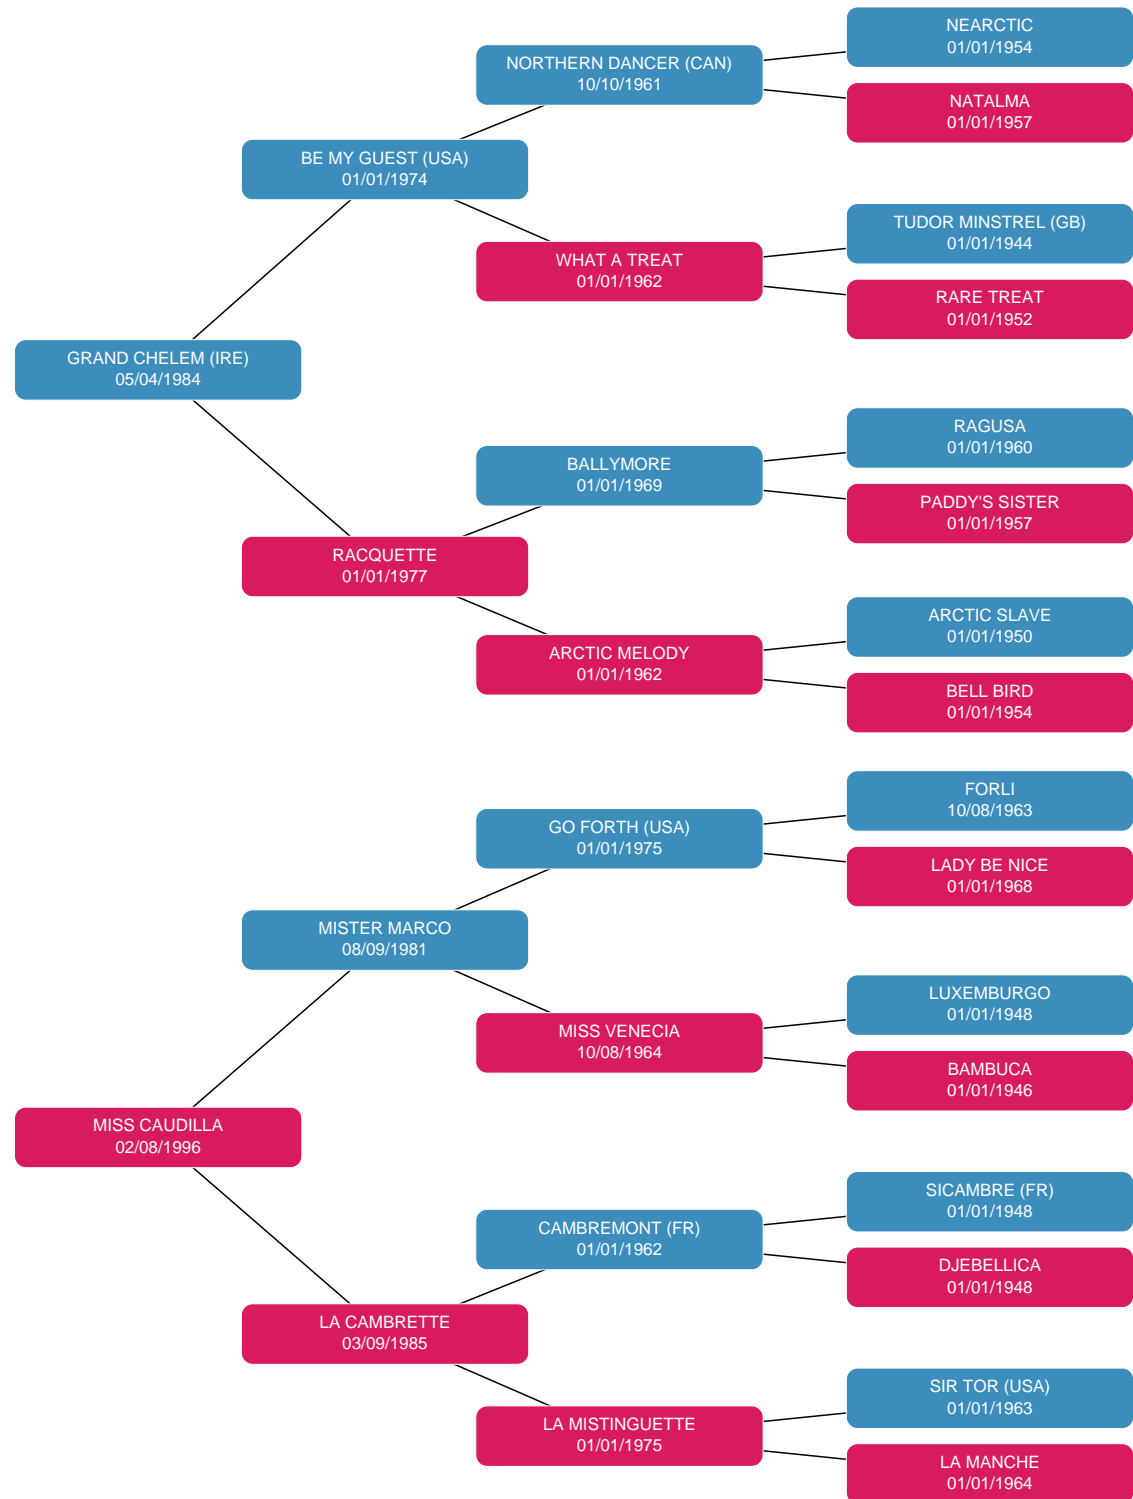 NEARCTIC
01/01/1954
NORTHERN DANCER (CAN)
10/10/1961
NATALMA
01/01/1957
BE MY GUEST (USA)
01/01/1974
TUDOR MINSTREL (GB)
01/01/1944
WHAT A TREAT
01/01/1962
RARE TREAT
01/01/1952
GRAND CHELEM (IRE)
05/04/1984
RAGUSA
01/01/1960
BALLYMORE
01/01/1969
PADDY'S SISTER
01/01/1957
RACQUETTE
01/01/1977
ARCTIC SLAVE
01/01/1950
ARCTIC MELODY
01/01/1962
BELL BIRD
01/01/1954
FORLI
10/08/1963
GO FORTH (USA)
01/01/1975
LADY BE NICE
01/01/1968
MISTER MARCO
08/09/1981
LUXEMBURGO
01/01/1948
MISS VENECIA
10/08/1964
BAMBUCA
01/01/1946
MISS CAUDILLA
02/08/1996
SICAMBRE (FR)
01/01/1948
CAMBREMONT (FR)
01/01/1962
DJEBELLICA
01/01/1948
LA CAMBRETTE
03/09/1985
SIR TOR (USA)
01/01/1963
LA MISTINGUETTE
01/01/1975
LA MANCHE
01/01/1964